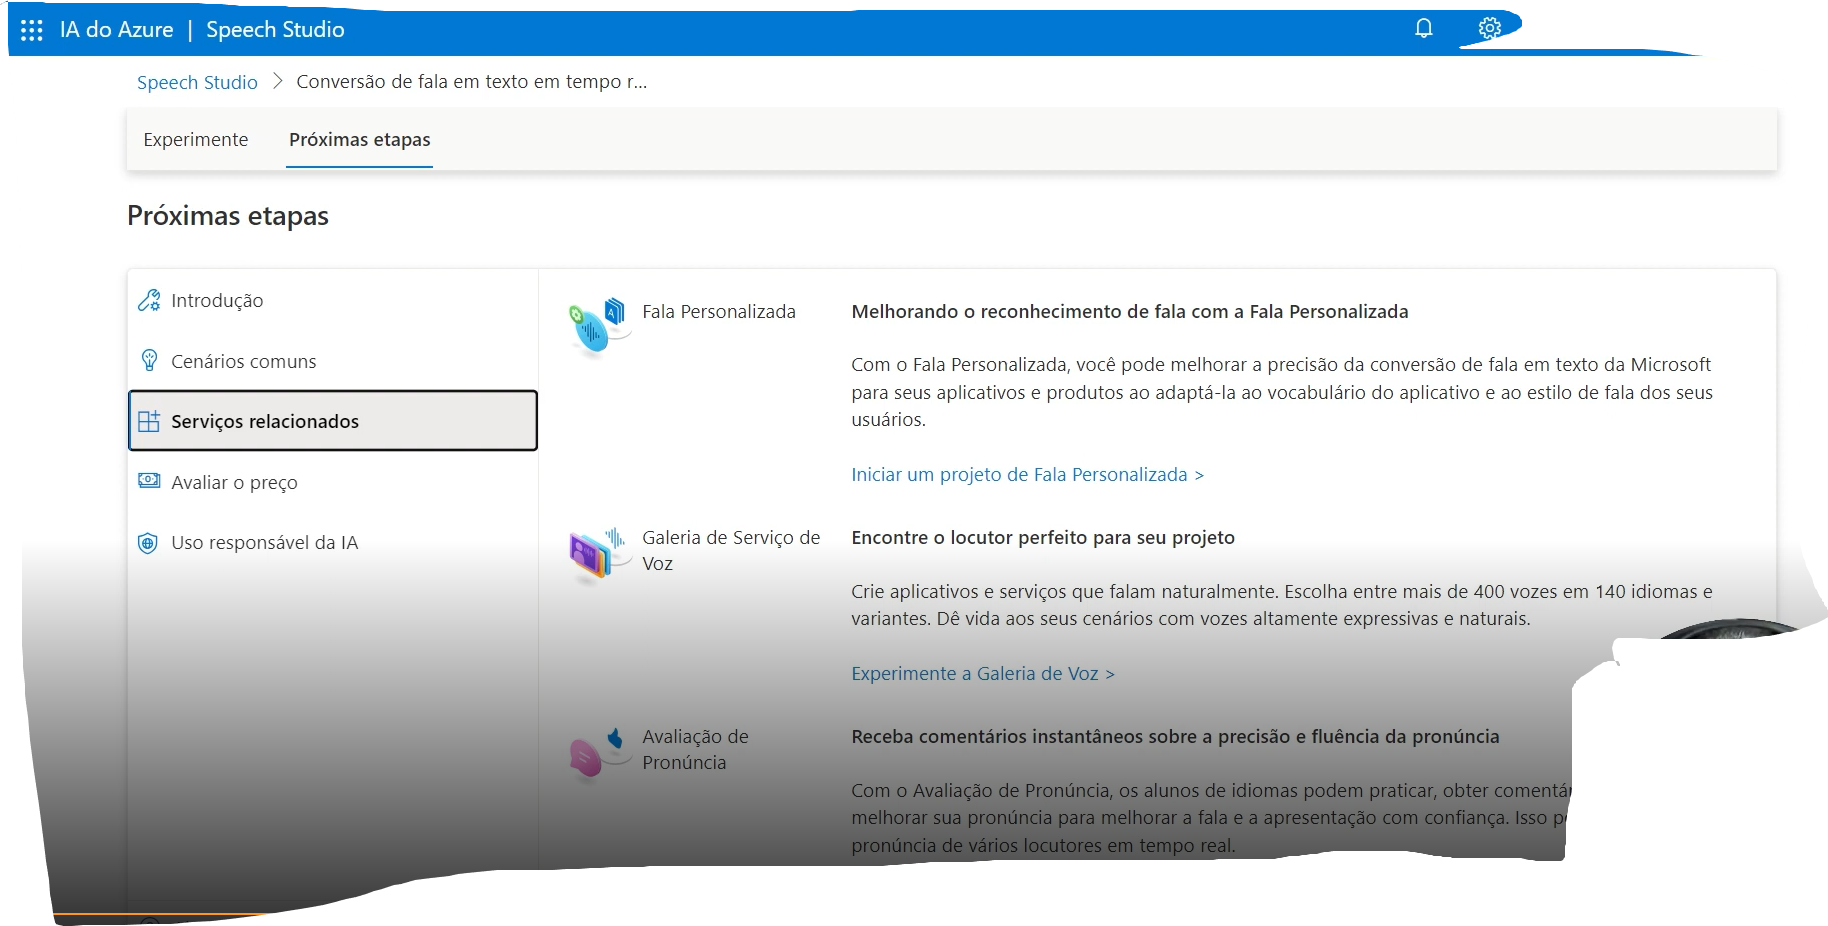 IA do Azure | Speech Studio
Speech Studio > Conversão de fala em texto em tempo r...
Experimente Próximas etapas
Próximas etapas
Introdução
Cenários comuns
Serviços relacionados
Avaliar o preço
Uso responsável da IA
Fala Personalizada
Melhorando o reconhecimento de fala com a Fala Personalizada
Com o Fala Personalizada, você pode melhorar a precisão da conversão de fala em texto da Microsoft
para seus aplicativos e produtos ao adaptá-la ao vocabulário do aplicativo e ao estilo de fala dos seus
usuários.
Iniciar um projeto de Fala Personalizada >
Galeria de Serviço de
Voz
Encontre o locutor perfeito para seu projeto
Crie aplicativos e serviços que falam naturalmente. Escolha entre mais de 400 vozes em 140 idiomas e
variantes. Dê vida aos seus cenários com vozes altamente expressivas e naturais.
Experimente a Galeria de Voz >
Avaliação de
Pronúncia
Receba comentários instantâneos sobre a precisão e fluência da pronúncia
Com o Avaliação de Pronúncia, os alunos de idiomas podem praticar, obter
melhorar sua pronúncia para melhorar a fala e a apresentação com confiança. Isso
pronúncia de vários locutores em tempo real.